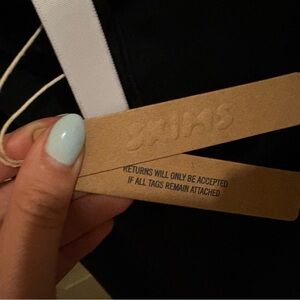 SKIMS
RETURNS WILL ONLY BE ACCEPTED
IF ALL TAGS REMAIN ATTACHED